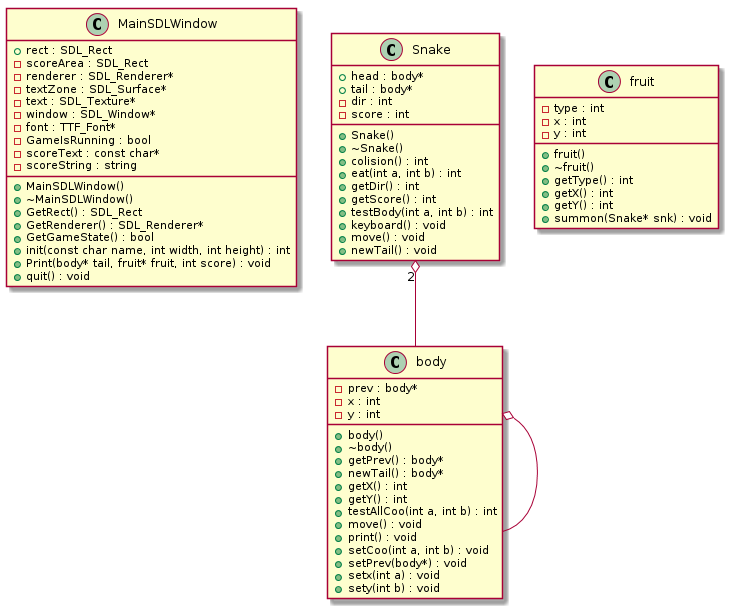 C MainSDLWindow
rect : SDL_Rect
scoreArea : SDL_Rect
renderer : SDL_Renderer*
textZone : SDL_Surface*
text : SDL_Texture*
window : SDL_Window*
font : TTF_Font*
GameIsRunning : bool
scoreText : const char*
scoreString : string
MainSDLWindow()
~MainSDLWindow()
GetRect() : SDL_Rect
GetRenderer() : SDL_Renderer*
GetGameState() : bool
init(const char name, int width, int height) : int
Print(body* tail, fruit* fruit, int score) : void
quit() : void
C Snake
head : body*
tail : body*
dir : int
score : int
Snake()
~Snake()
colision() : int
eat(int a, int b) : int
getDir() : int
getScore() : int
testBody(int a, int b) : int
keyboard() : void
move() : void
newTail() : void
C fruit
type : int
x : int
y : int
fruit()
~fruit()
getType() : int
getX() : int
getY() : int
summon(Snake* snk) : void
2
C body
prev : body*
x : int
y : int
body()
~body()
getPrev() : body*
newTail() : body*
getX() : int
getY() : int
testAllCoo(int a, int b) : int
move() : void
print() : void
setCoo(int a, int b) : void
setPrev(body*) : void
setx(int a) : void
sety(int b) : void